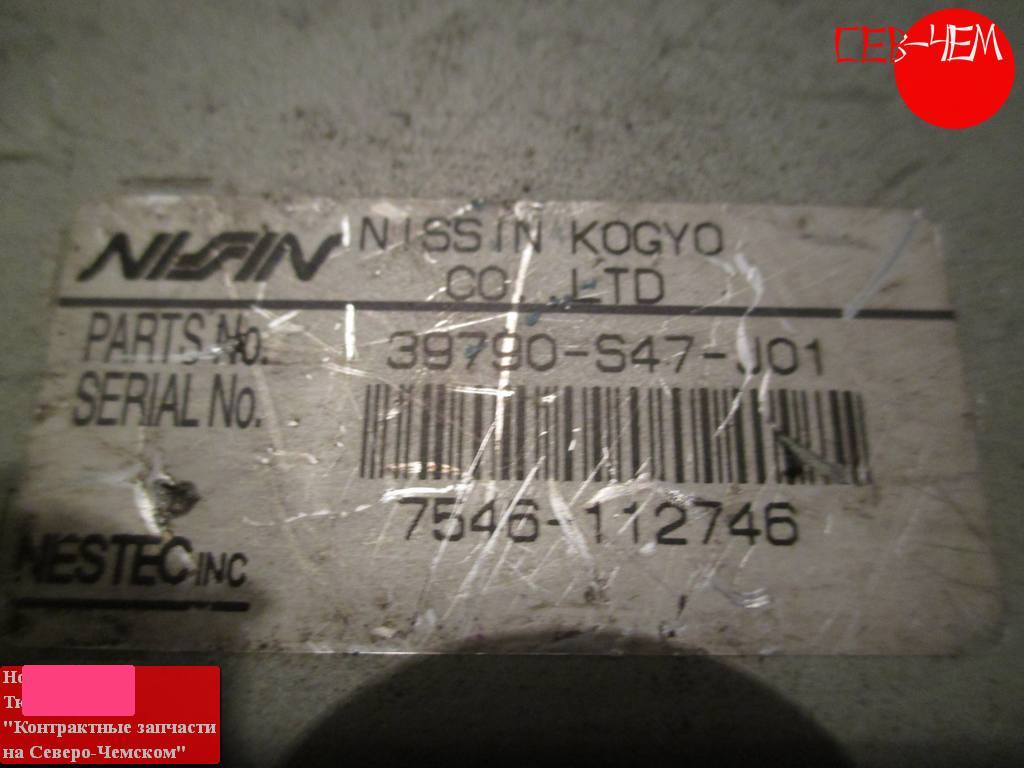 СЕВ-ЧЕМ
NISSIN NISSIN KOGYO
CO., LTD
PARTS No. 39790-S47-J01
SERIAL No.
7546-112746
NESTEC INC
"Контрактные запчасти
на Северо-Чемском"